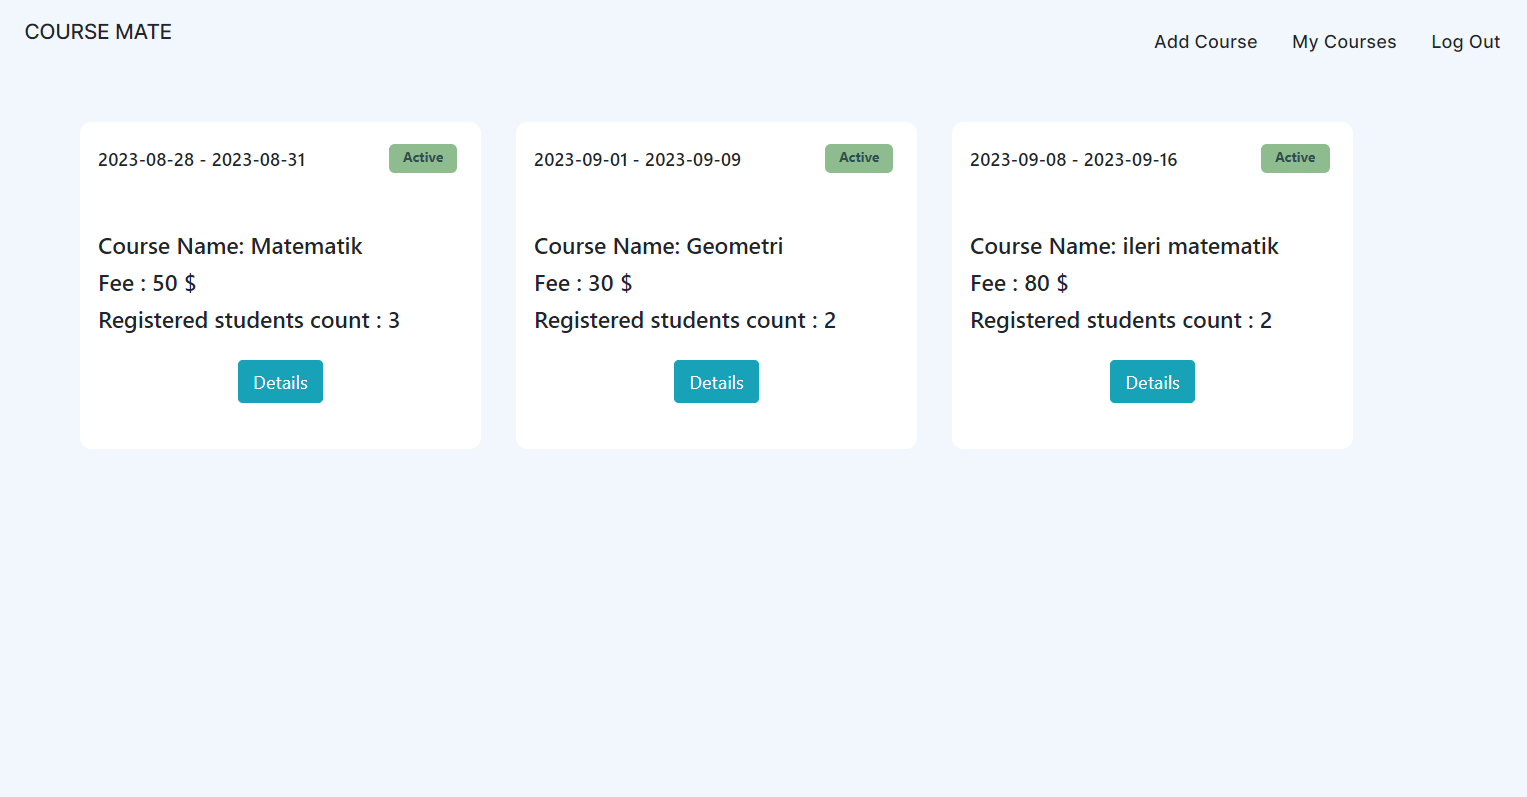 COURSE MATE
Add Course
My Courses
Log Out
2023-08-28 - 2023-08-31
Active
Course Name: Matematik
Fee : 50 $
Registered students count : 3
Details
2023-09-01 - 2023-09-09
Active
Course Name: Geometri
Fee : 30 $
Registered students count : 2
Details
2023-09-08 - 2023-09-16
Active
Course Name: ileri matematik
Fee : 80 $
Registered students count : 2
Details